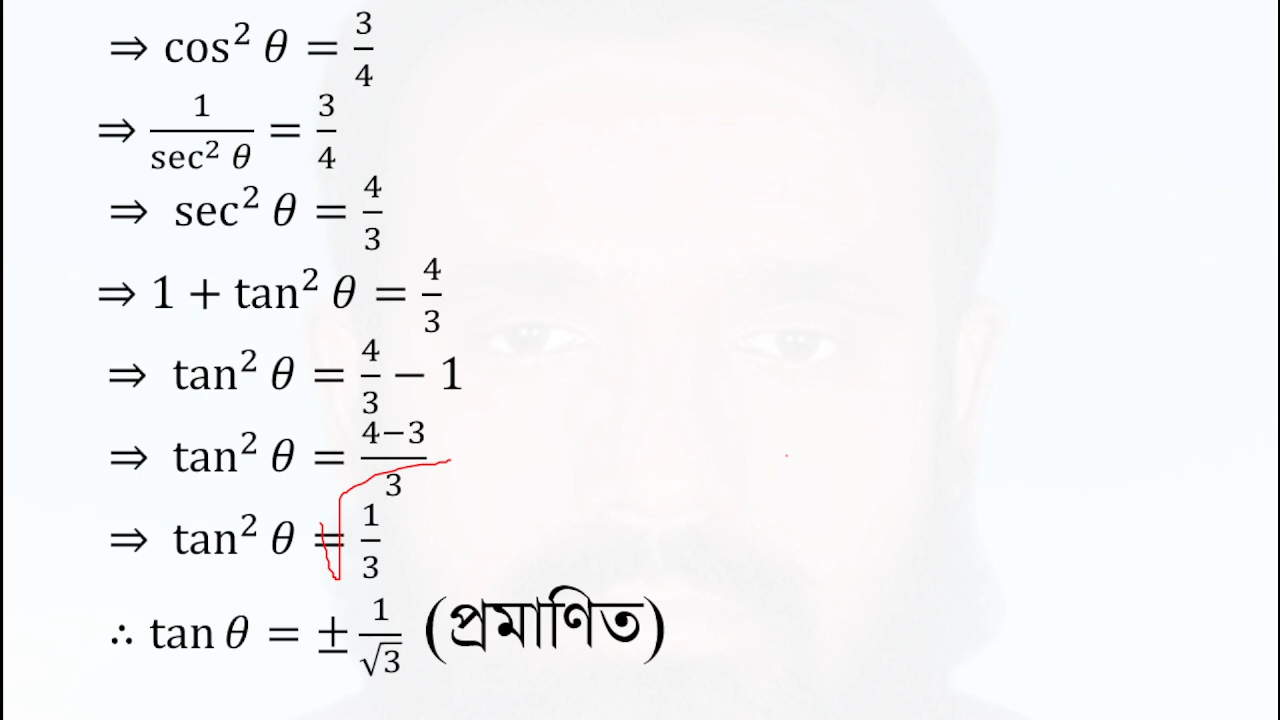 ⇒ cos² θ = 3/4
⇒ 1/sec² θ = 3/4
⇒ sec² θ = 4/3
⇒ 1 + tan² θ = 4/3
⇒ tan² θ = 4/3 − 1
⇒ tan² θ = (4−3)/3
⇒ tan² θ = 1/3
∴ tan θ = ± 1/√3 (প্রমাণিত)